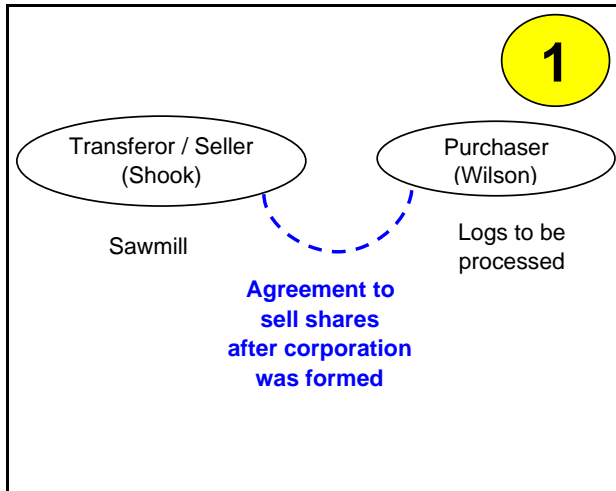 1
Transferor / Seller
(Shook)
Purchaser
(Wilson)
Sawmill
Logs to be
processed
Agreement to
sell shares
after corporation
was formed